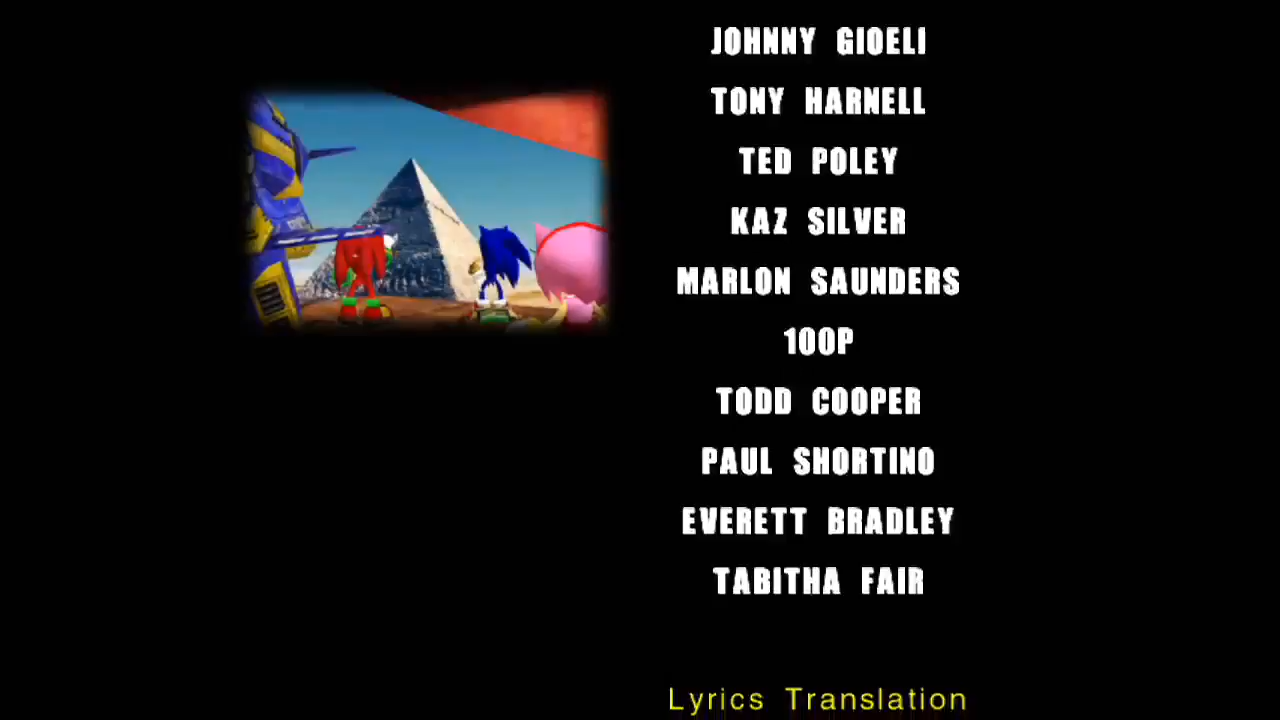 JOHNNY GIOELI
TONY HARNELL
TED POLEY
KAZ SILVER
MARLON SAUNDERS
100P
TODD COOPER
PAUL SHORTINO
EVERETT BRADLEY
TABITHA FAIR
Lyrics Translation